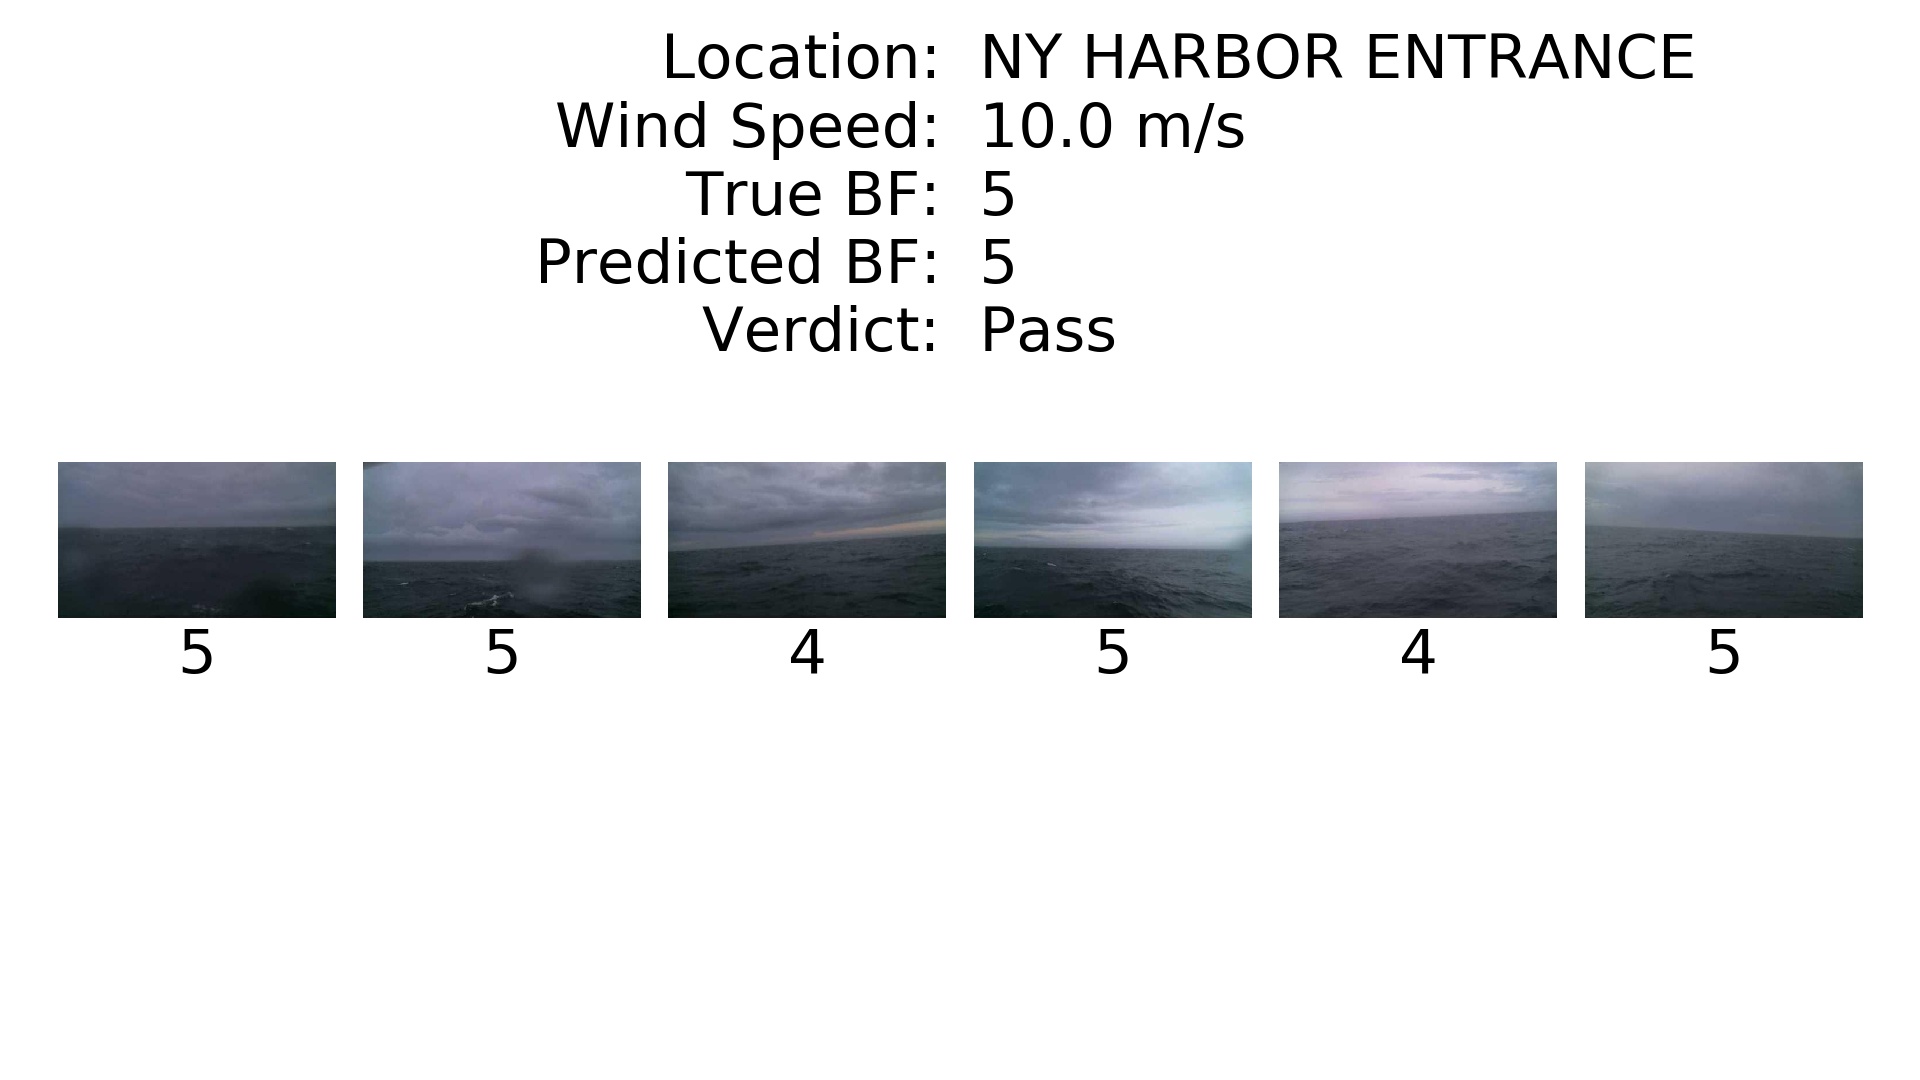 Location: NY HARBOR ENTRANCE
Wind Speed: 10.0 m/s
True BF: 5
Predicted BF: 5
Verdict: Pass
5 5 4 5 4 5